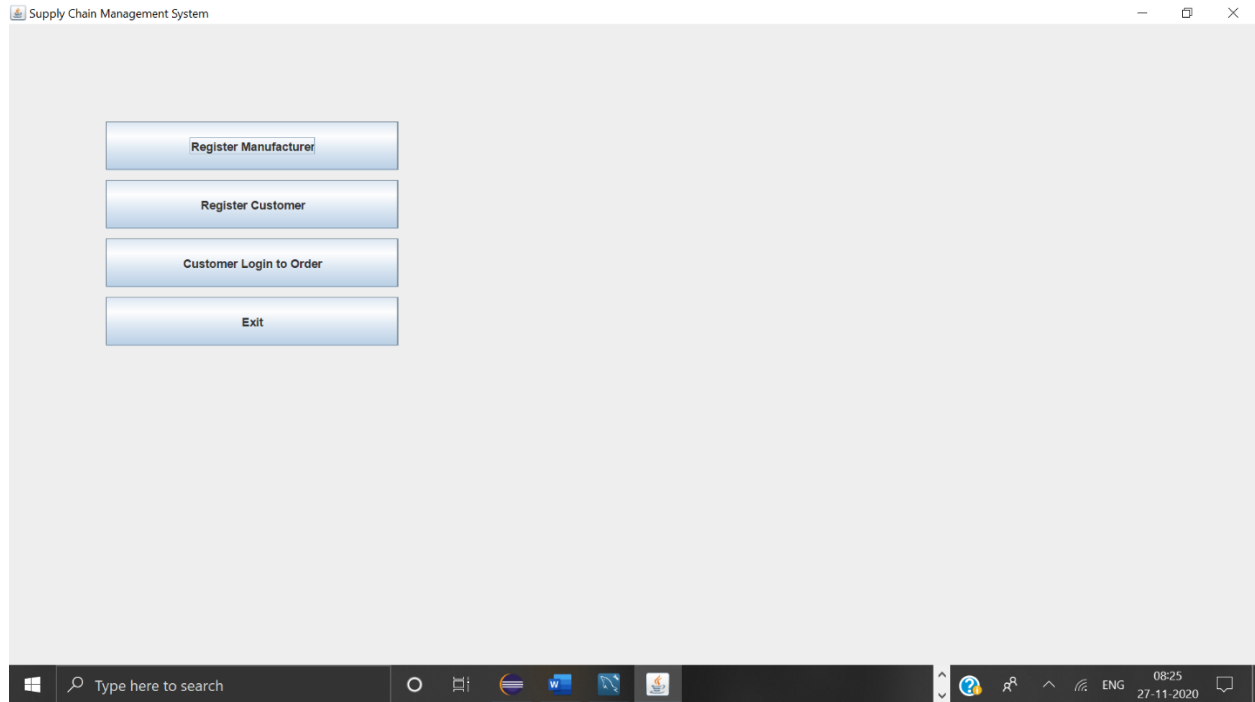 Supply Chain Management System
Register Manufacturer
Register Customer
Customer Login to Order
Exit
Type here to search
W
ENG
08:25
27-11-2020